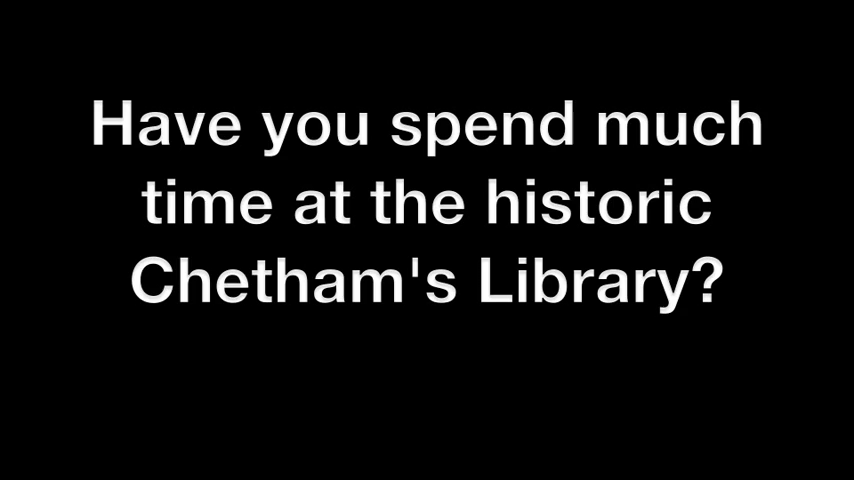 Have you spend much
time at the historic
Chetham's Library?